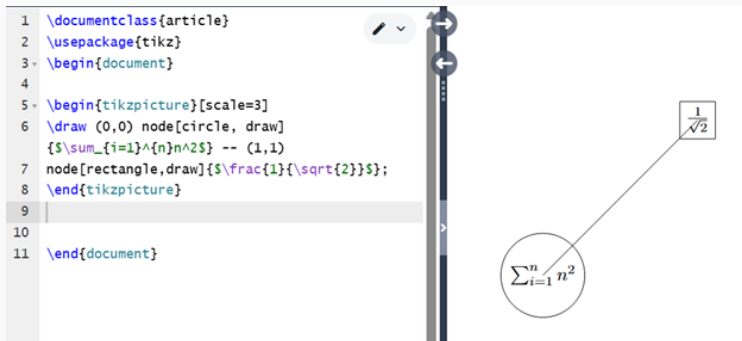 1 \documentclass{article}
2 \usepackage{tikz}
3 \begin{document}
4
5 \begin{tikzpicture}[scale=3]
6 \draw (0,0) node[circle, draw]
{$\sum_{i=1}^{n}n^2$} -- (1,1)
7 node[rectangle,draw]{$\frac{1}{\sqrt{2}}$};
8 \end{tikzpicture}
9
10
11 \end{document}
1
√2
∑ⁿᵢ₌₁ n²